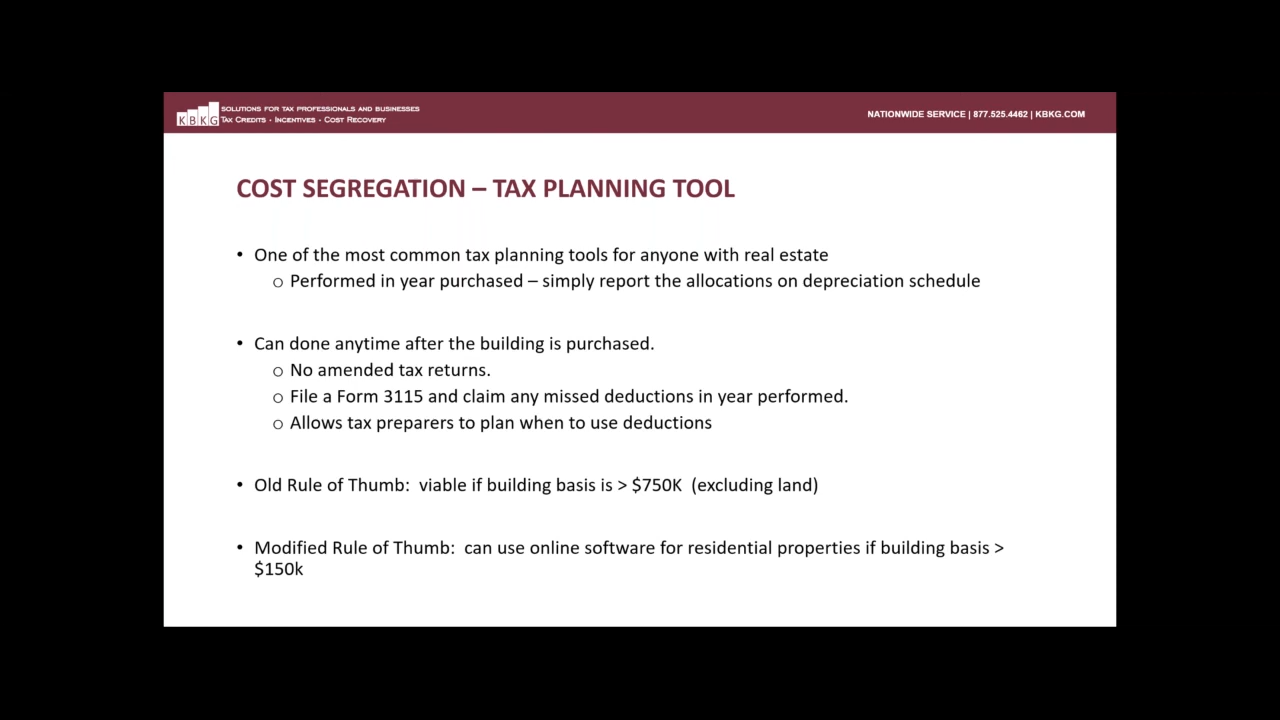 KBKG
SOLUTIONS FOR TAX PROFESSIONALS AND BUSINESSES
TAX CREDITS · INCENTIVES · COST RECOVERY
NATIONWIDE SERVICE | 877.525.4462 | KBKG.COM
COST SEGREGATION – TAX PLANNING TOOL
• One of the most common tax planning tools for anyone with real estate
o Performed in year purchased – simply report the allocations on depreciation schedule
• Can done anytime after the building is purchased.
o No amended tax returns.
o File a Form 3115 and claim any missed deductions in year performed.
o Allows tax preparers to plan when to use deductions
• Old Rule of Thumb: viable if building basis is > $750K (excluding land)
• Modified Rule of Thumb: can use online software for residential properties if building basis >
$150k